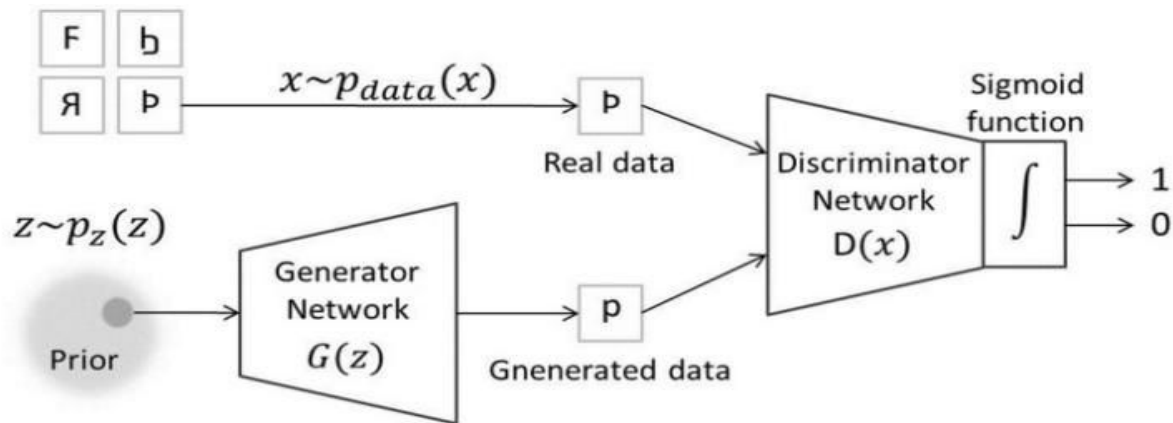 F ҕ
Я Þ
x~p_data(x)
Þ
Real data
z~p_z(z)
Prior
Generator
Network
G(z)
p
Gnenerated data
Discriminator
Network
D(x)
Sigmoid
function
∫
1
0